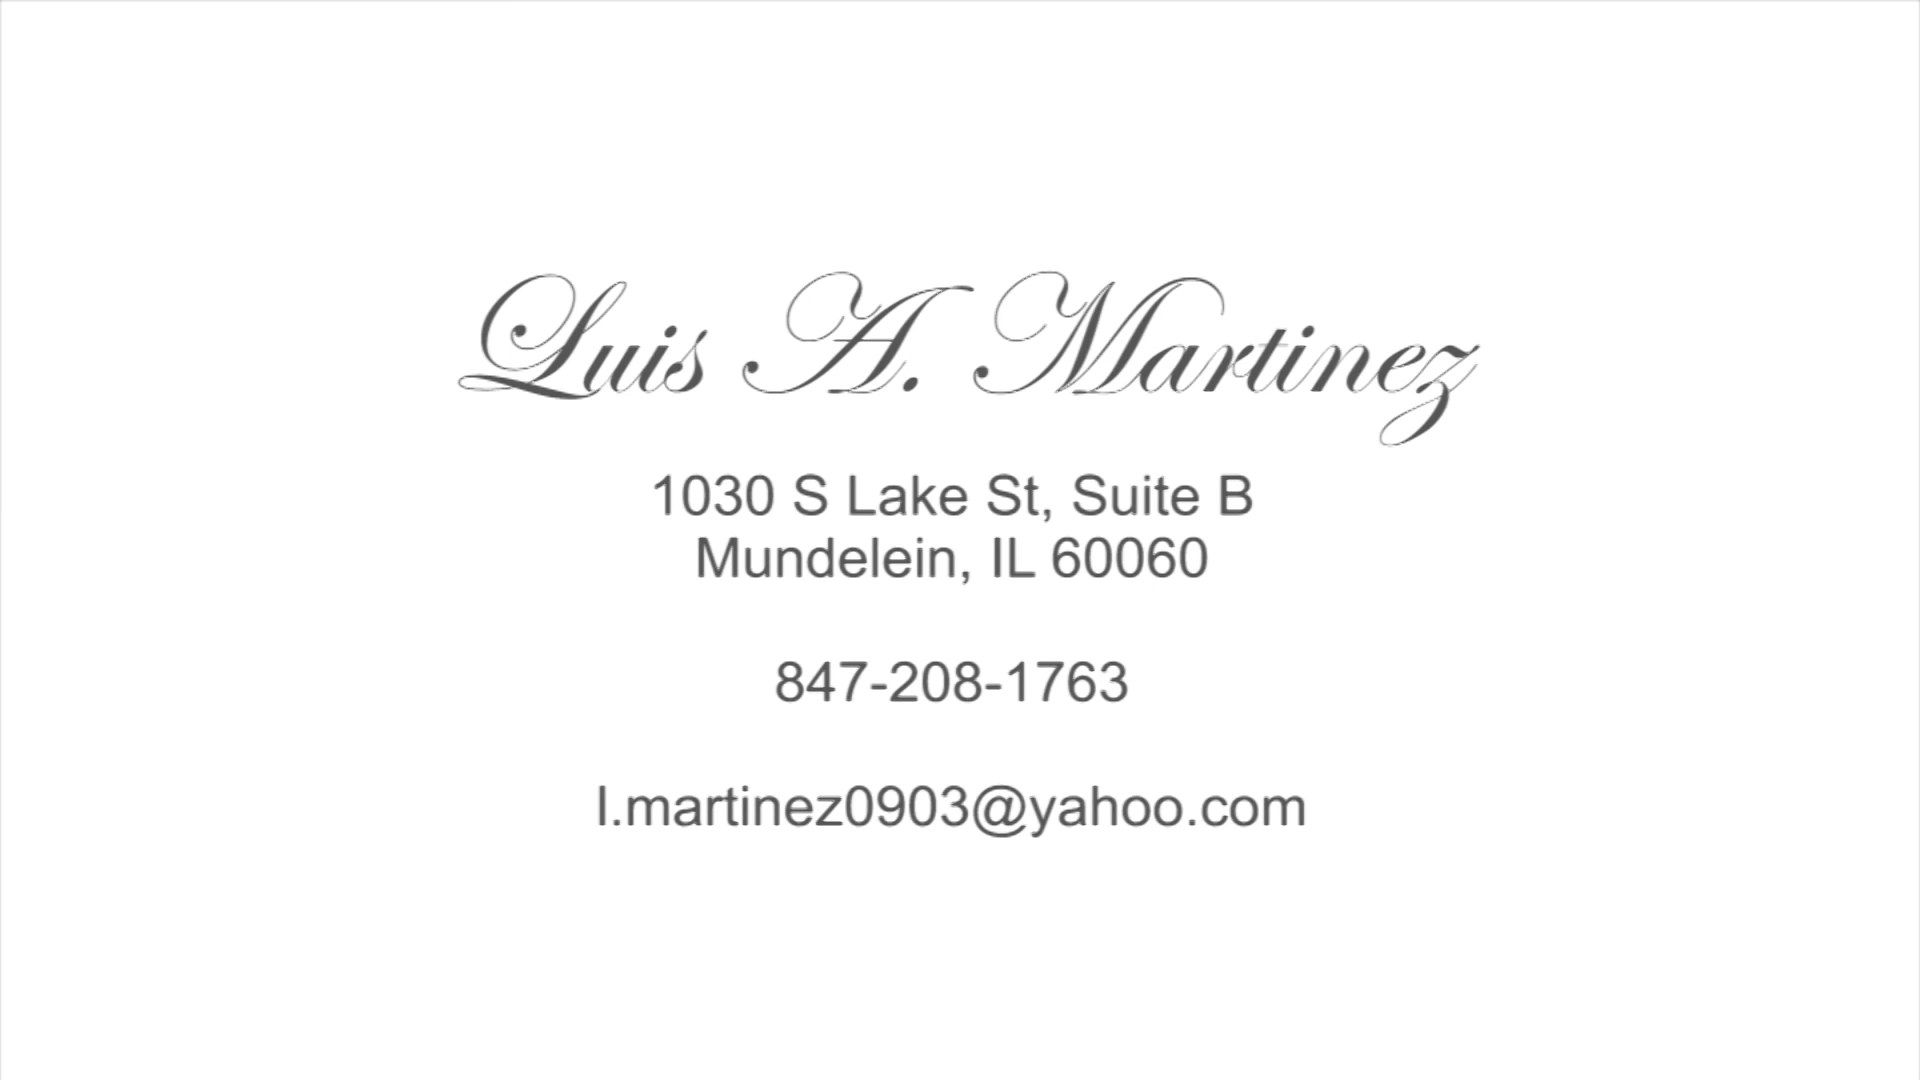 Luis A. Martinez
1030 S Lake St, Suite B
Mundelein, IL 60060
847-208-1763
l.martinez0903@yahoo.com